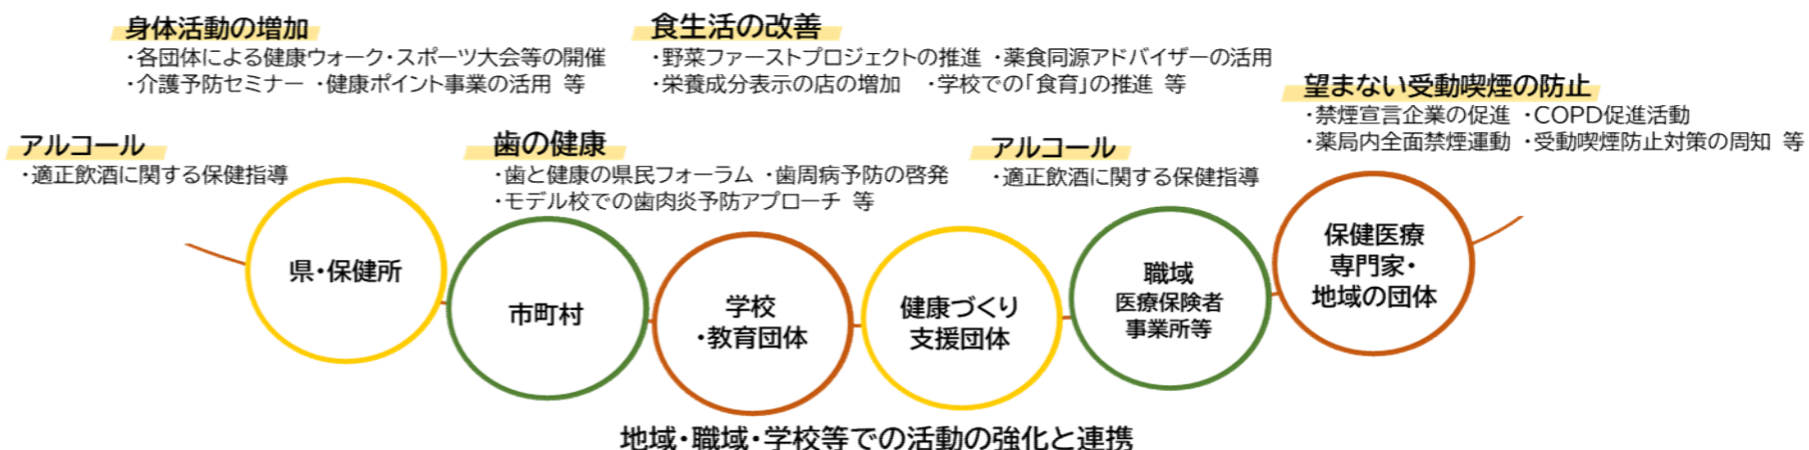 身体活動の増加
・各団体による健康ウォーク・スポーツ大会等の開催
・介護予防セミナー ・健康ポイント事業の活用 等
食生活の改善
・野菜ファーストプロジェクトの推進 ・薬食同源アドバイザーの活用
・栄養成分表示の店の増加 ・学校での「食育」の推進 等
望まない受動喫煙の防止
・禁煙宣言企業の促進 ・COPD促進活動
・薬局内全面禁煙運動 ・受動喫煙防止対策の周知 等
アルコール
・適正飲酒に関する保健指導
歯の健康
・歯と健康の県民フォーラム ・歯周病予防の啓発
・モデル校での歯肉炎予防アプローチ 等
アルコール
・適正飲酒に関する保健指導
県・保健所
市町村
学校
・教育団体
健康づくり
支援団体
職域
医療保険者
事業所等
保健医療
専門家・
地域の団体
地域・職域・学校等での活動の強化と連携